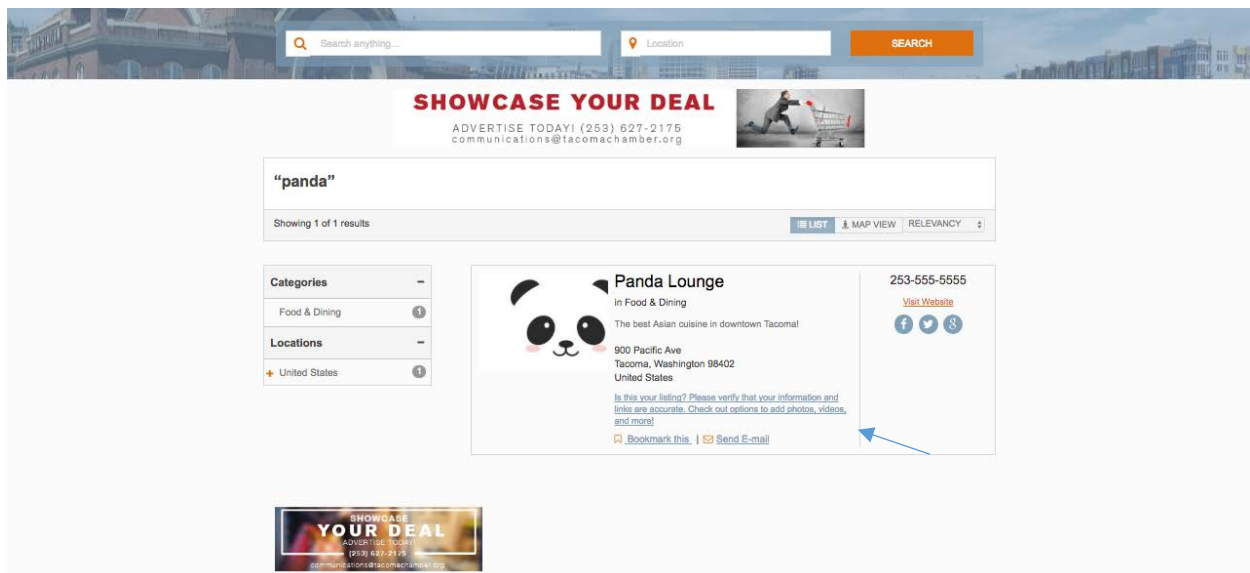 Search anything...
Location
SEARCH
SHOWCASE YOUR DEAL
ADVERTISE TODAY! (253) 627-2175
communications@tacomachamber.org
“panda”
Showing 1 of 1 results
LIST
MAP VIEW
RELEVANCY
Categories
Food & Dining 1
Locations
+ United States 1
Panda Lounge
in Food & Dining
The best Asian cuisine in downtown Tacoma!
900 Pacific Ave
Tacoma, Washington 98402
United States
Is this your listing? Please verify that your information and
links are accurate. Check out options to add photos, videos,
and more!
Bookmark this | Send E-mail
253-555-5555
Visit Website
SHOWCASE
YOUR DEAL
ADVERTISE TODAY!
(253) 627-2175
communications@tacomachamber.org